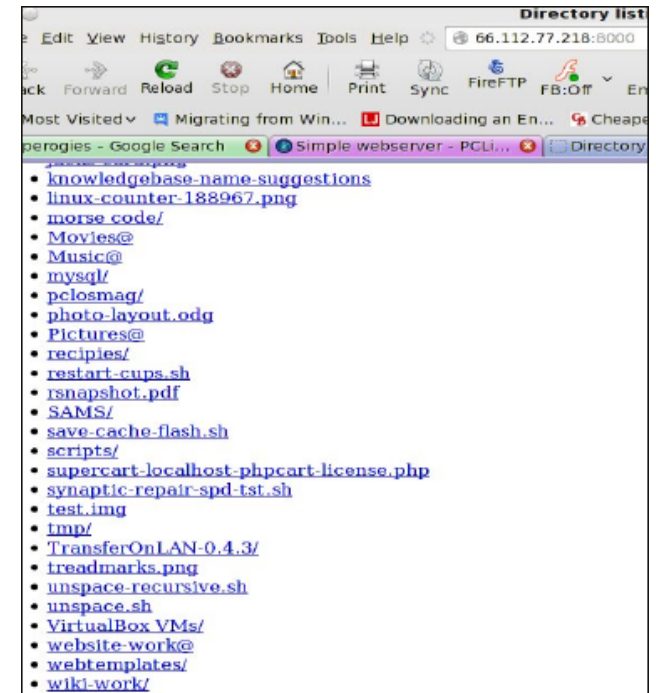 Directory listi
Edit View History Bookmarks Tools Help 66.112.77.218:8000
ack Forward Reload Stop Home Print Sync FireFTP FB:Off En
Most Visited Migrating from Win... Downloading an En... Cheape
perogies - Google Search Simple webserver - PCLi... Directory
knowledgebase-name-suggestions
linux-counter-188967.png
morse code/
Movies@
Music@
mysql/
pclosmag/
photo-layout.odg
Pictures@
recipies/
restart-cups.sh
rsnapshot.pdf
SAMS/
save-cache-flash.sh
scripts/
supercart-localhost-phpcart-license.php
synaptic-repair-spd-tst.sh
test.img
tmp/
TransferOnLAN-0.4.3/
treadmarks.png
unspace-recursive.sh
unspace.sh
VirtualBox VMs/
website-work@
webtemplates/
wiki-work/